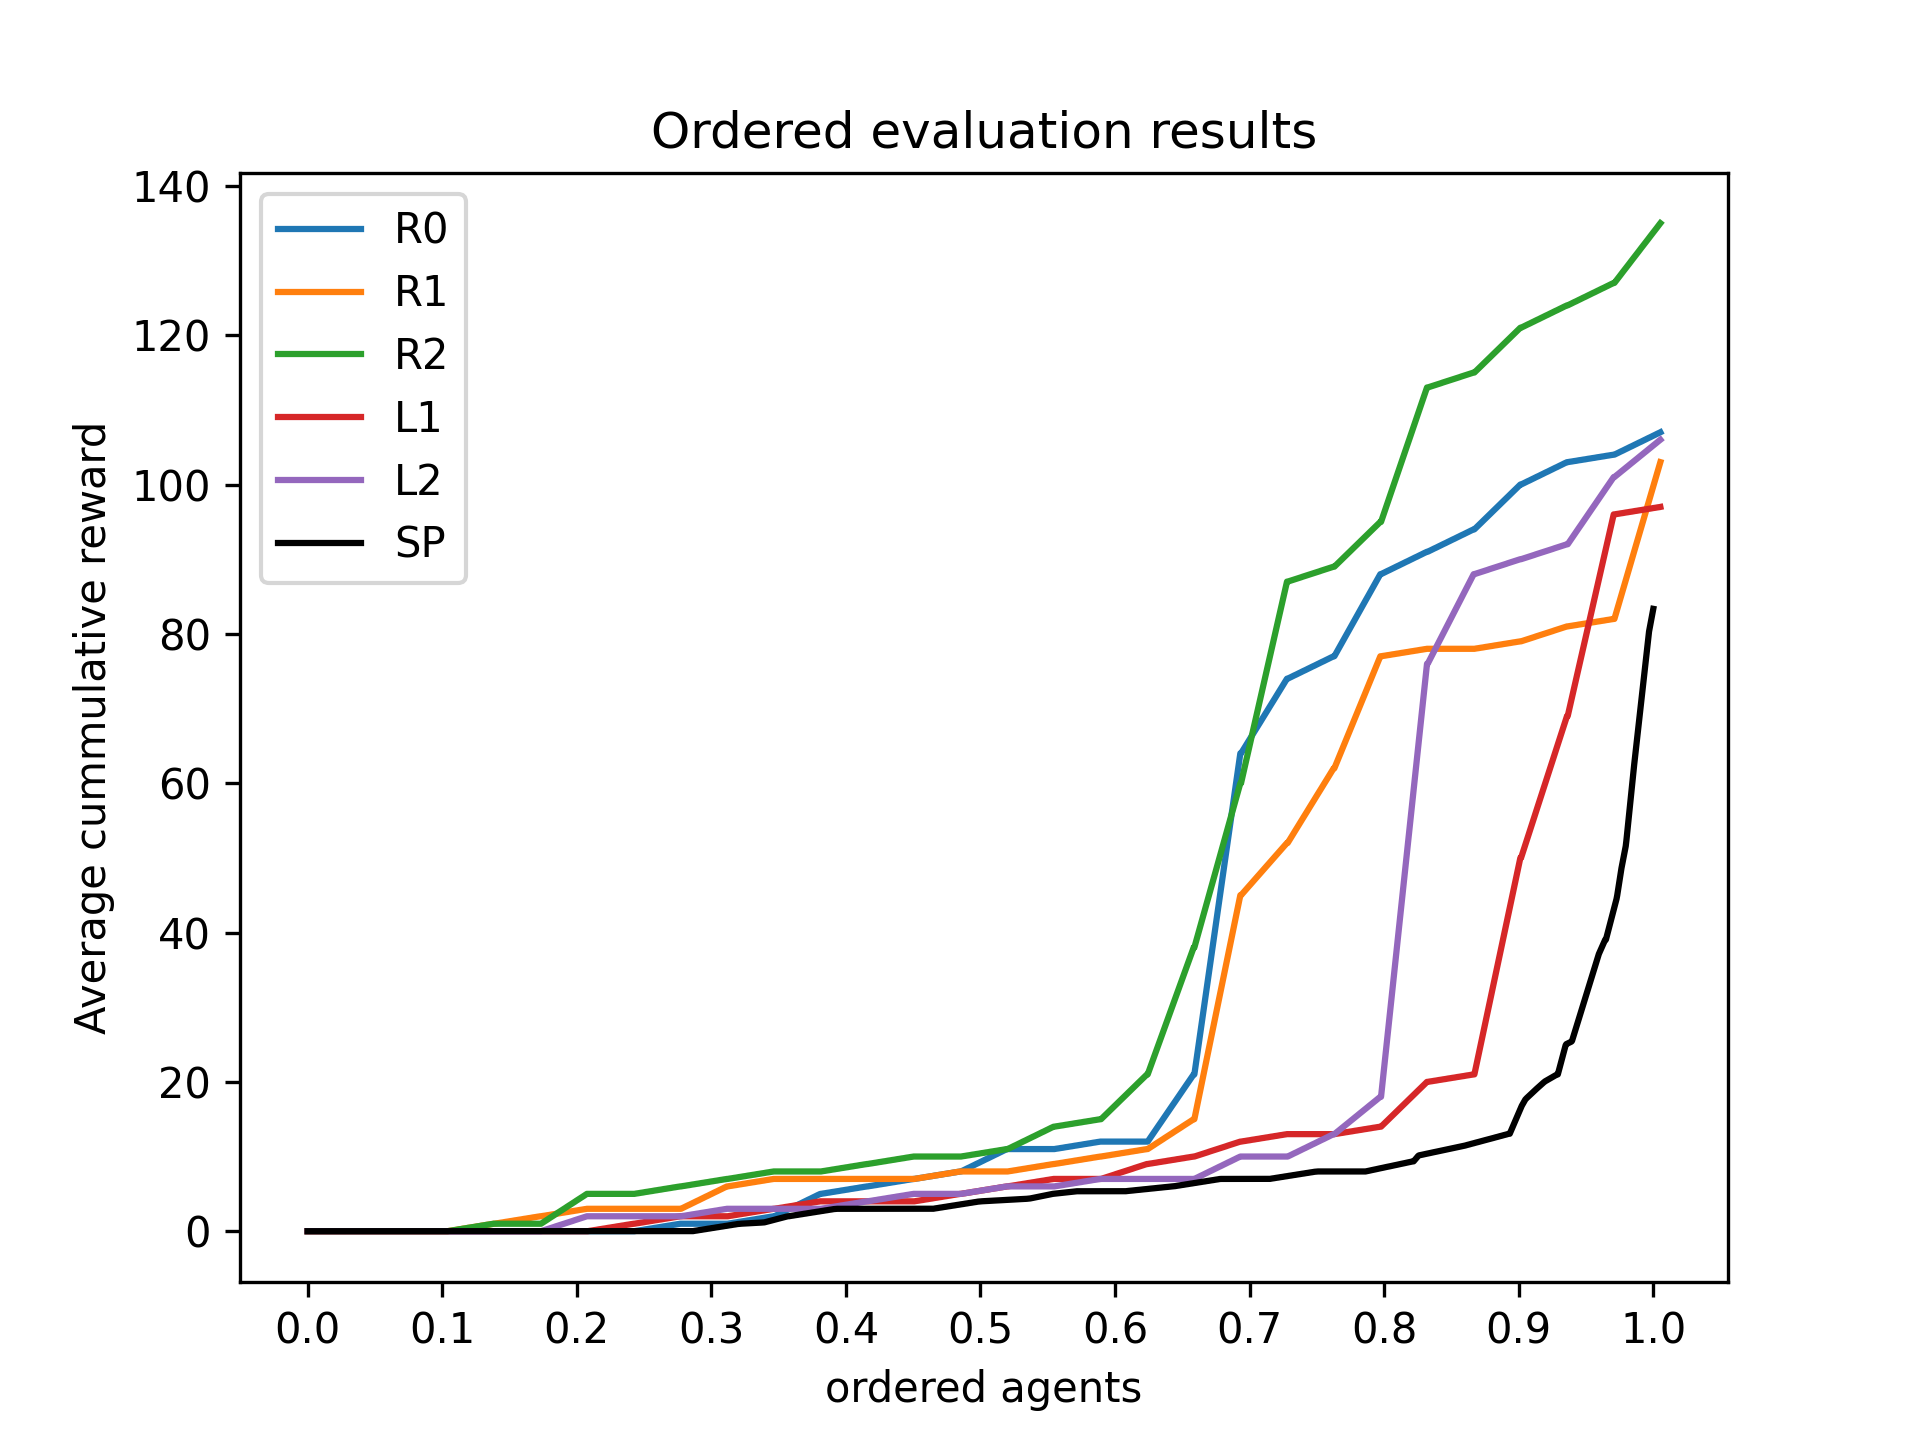 Ordered evaluation results
140
120
100
80
60
40
20
0
Average cummulative reward
R0
R1
R2
L1
L2
SP
0.0 0.1 0.2 0.3 0.4 0.5 0.6 0.7 0.8 0.9 1.0
ordered agents